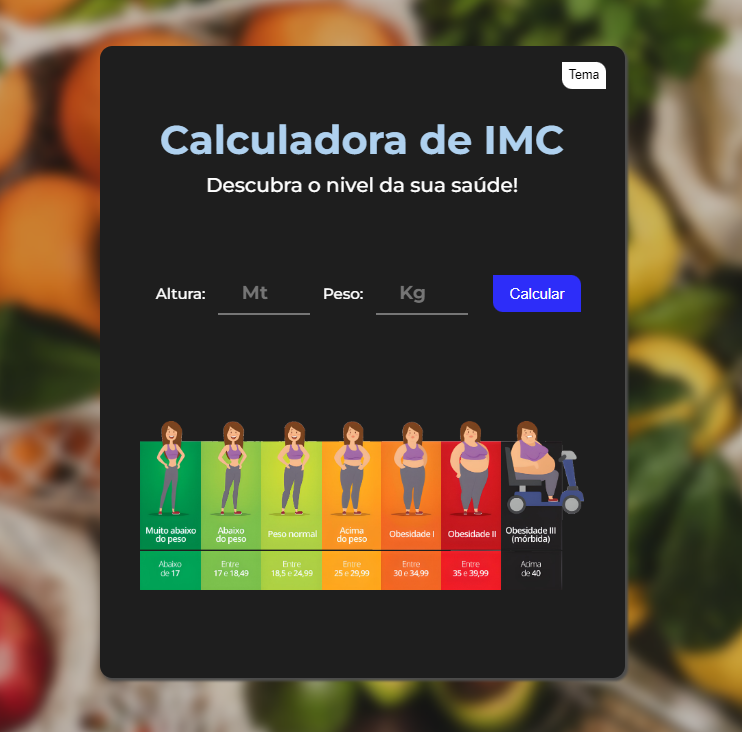 Tema
Calculadora de IMC
Descubra o nivel da sua saúde!
Altura: Mt Peso: Kg Calcular
Muito abaixo
do peso
Abaixo
do peso
Peso normal
Acima
do peso
Obesidade I
Obesidade II
Obesidade III
(mórbida)
Abaixo
de 17
Entre
17 e 18,49
Entre
18,5 e 24,99
Entre
25 e 29,99
Entre
30 e 34,99
Entre
35 e 39,99
Acima
de 40